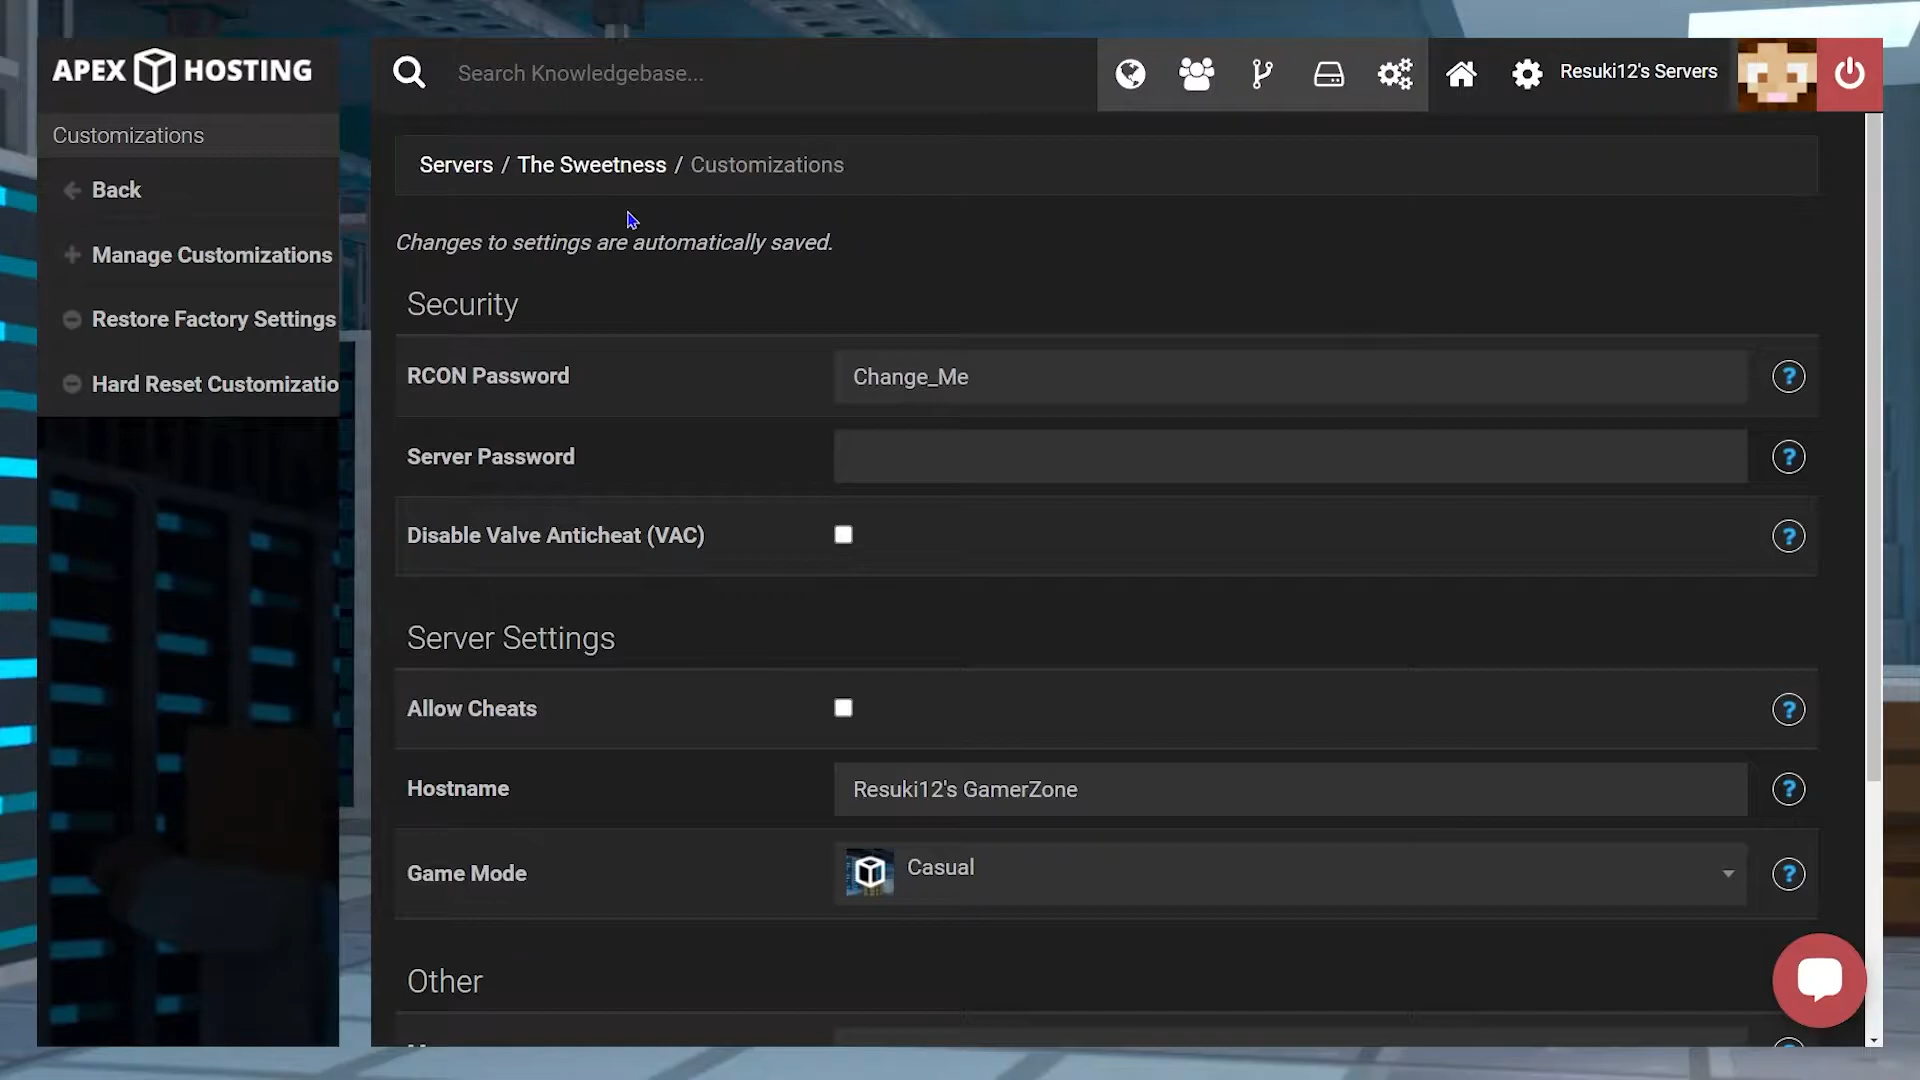 APEX HOSTING
Search Knowledgebase...
Resuki12's Servers
Customizations
Back
Manage Customizations
Restore Factory Settings
Hard Reset Customizatio
Servers / The Sweetness / Customizations
Changes to settings are automatically saved.
Security
RCON Password
Change_Me
?
Server Password
?
Disable Valve Anticheat (VAC)
?
Server Settings
Allow Cheats
?
Hostname
Resuki12's GamerZone
?
Game Mode
Casual
?
Other